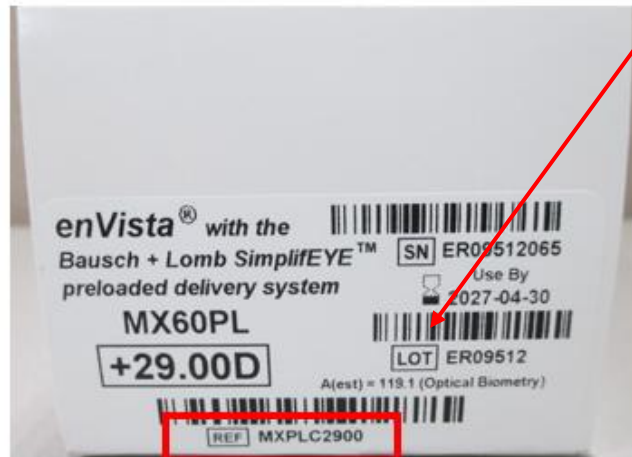 enVista® with the
Bausch + Lomb SimplifEYE™
preloaded delivery system
MX60PL
+29.00D
SN ER09512065
Use By
2027-04-30
LOT ER09512
A(est) = 119.1 (Optical Biometry)
REF MXPLC2900